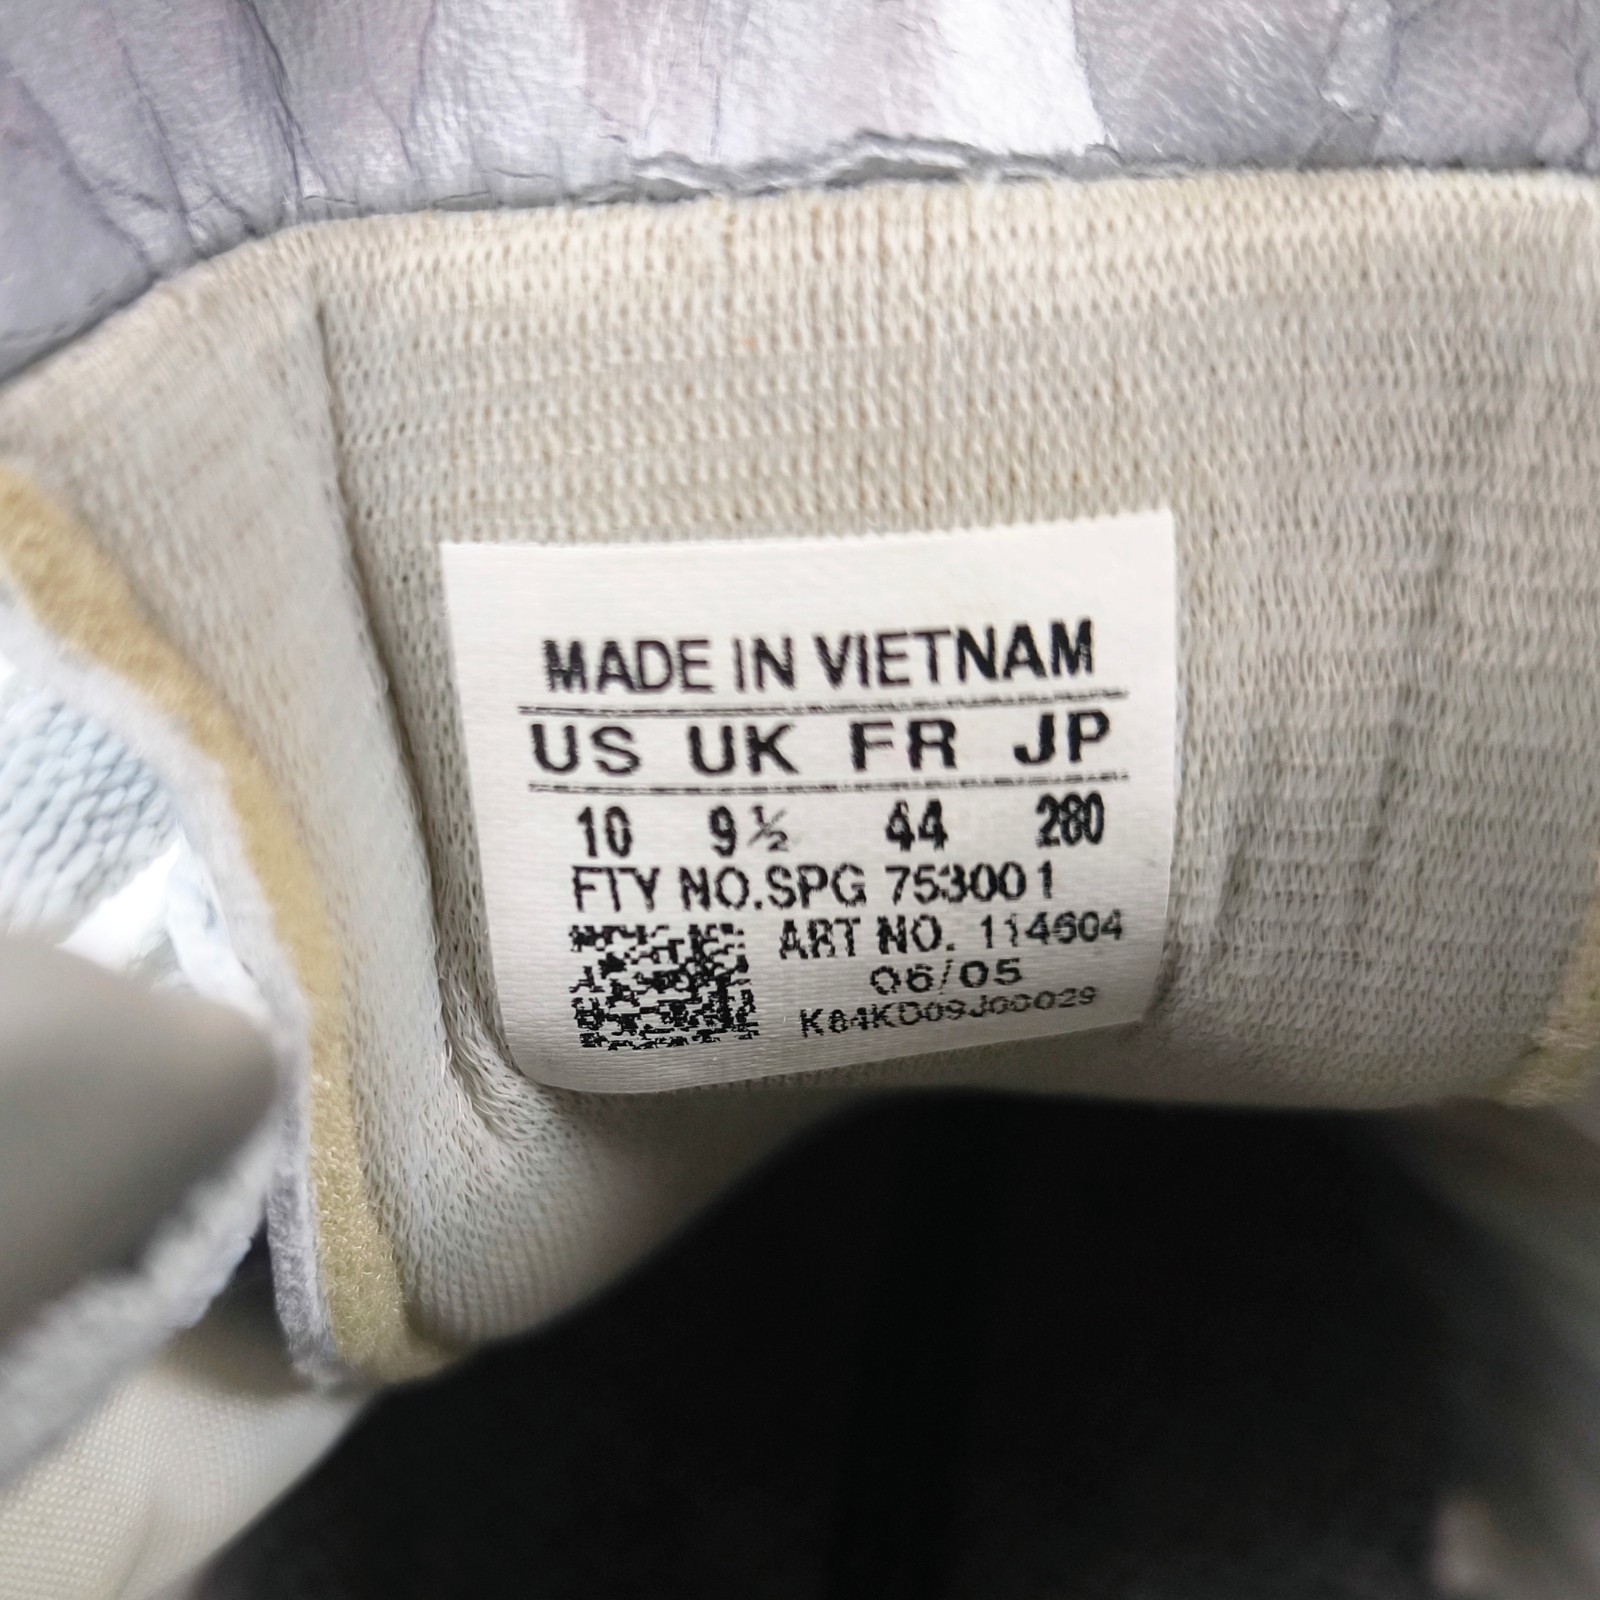 MADE IN VIETNAM
US UK FR JP
10 9½ 44 280
FTY NO.SPG 753001
ART NO. 114604
06/05
K84KD09J00029